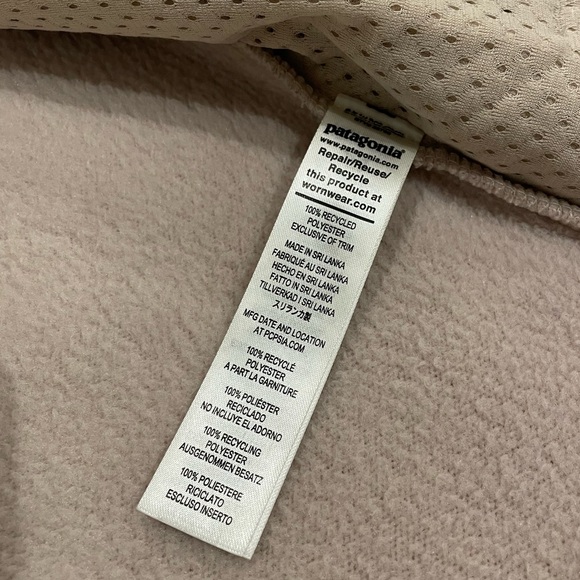 patagonia®
www.patagonia.com
Repair/Reuse/
Recycle
this product at
wornwear.com
100% RECYCLED
POLYESTER
EXCLUSIVE OF TRIM
MADE IN SRI LANKA
FABRIQUÉ AU SRI LANKA
HECHO EN SRI LANKA
FATTO IN SRI LANKA
TILLVERKAD I SRI LANKA
スリランカ製
MFG DATE AND LOCATION
AT PCPSIA.COM
100% RECYCLÉ
POLYESTER
A PART LA GARNITURE
100% POLIÉSTER
RECICLADO
NO INCLUYE EL ADORNO
100% RECYCLING
POLYESTER
AUSGENOMMEN BESATZ
100% POLIESTERE
RICICLATO
ESCLUSO INSERTO